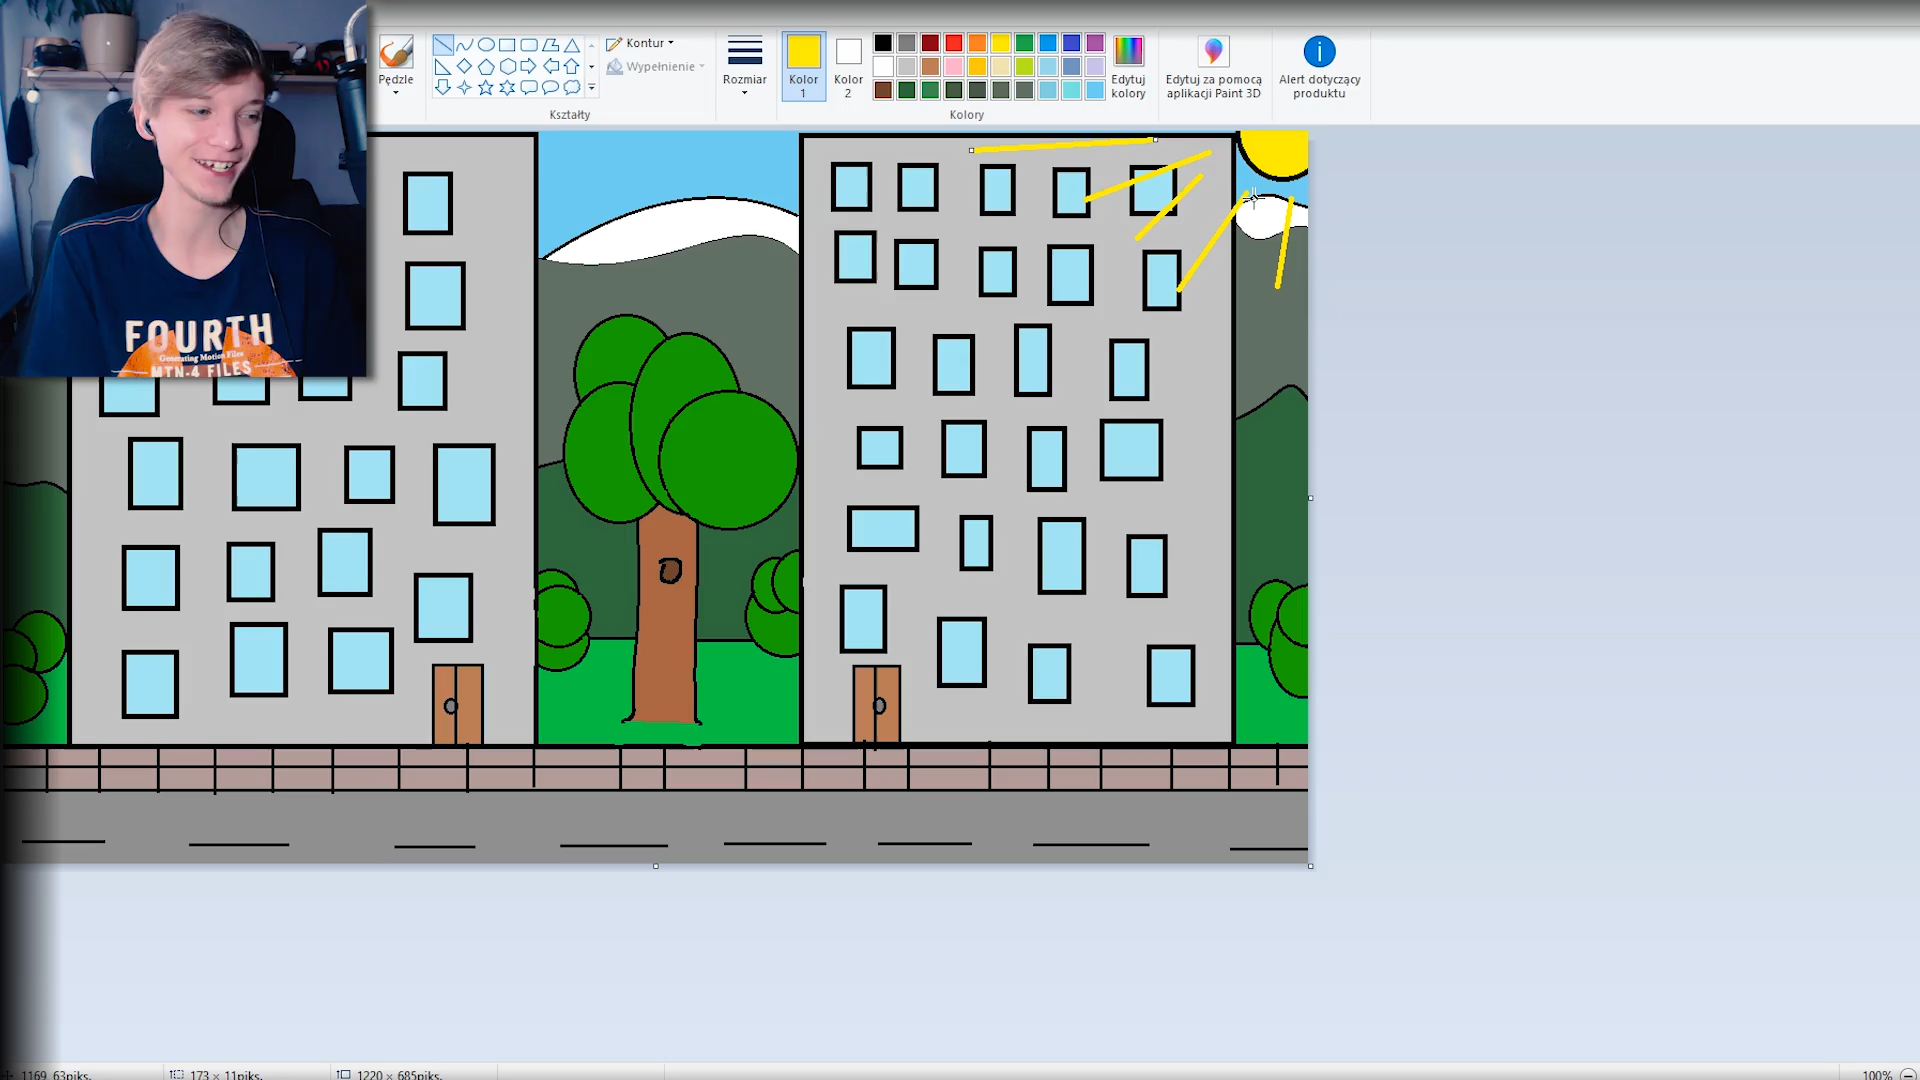 Pędzle
Kontur
Wypełnienie
Kształty
Rozmiar
Kolor
1
Kolor
2
Edytuj
kolory
Kolory
Edytuj za pomocą
aplikacji Paint 3D
Alert dotyczący
produktu
FOURTH
Generating Motion Files
MTN-4 FILES
1169, 63piks.
173 × 11piks.
1220 × 685piks.
100%